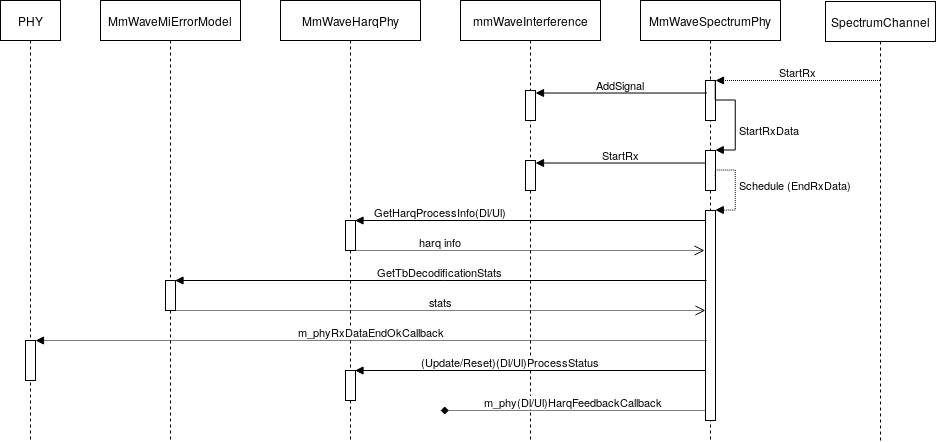 PHY
MmWaveMiErrorModel
MmWaveHarqPhy
mmWaveInterference
MmWaveSpectrumPhy
SpectrumChannel
StartRx
AddSignal
StartRxData
StartRx
Schedule (EndRxData)
GetHarqProcessInfo(Dl/Ul)
harq info
GetTbDecodificationStats
stats
m_phyRxDataEndOkCallback
(Update/Reset)(Dl/Ul)ProcessStatus
m_phy(Dl/Ul)HarqFeedbackCallback